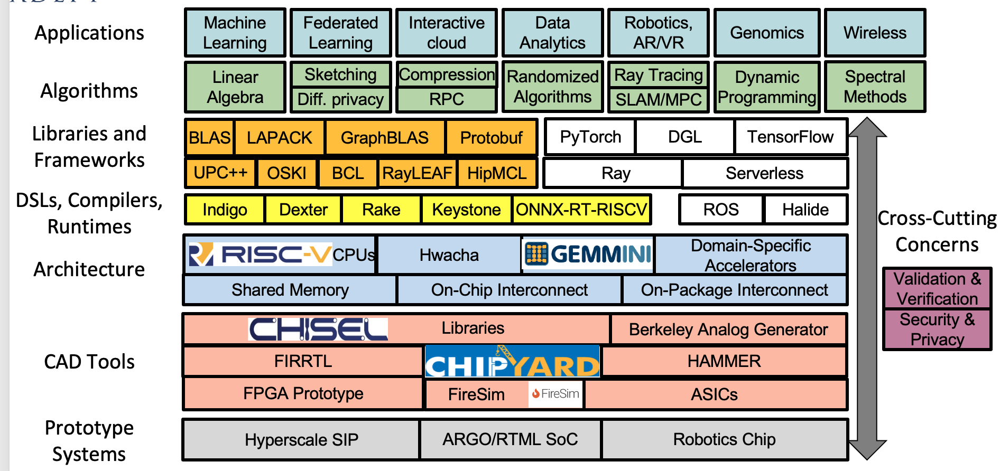 Applications
Machine
Learning
Federated
Learning
Interactive
cloud
Data
Analytics
Robotics,
AR/VR
Genomics
Wireless
Algorithms
Linear
Algebra
Sketching
Diff. privacy
Compression
RPC
Randomized
Algorithms
Ray Tracing
SLAM/MPC
Dynamic
Programming
Spectral
Methods
Libraries and
Frameworks
BLAS
LAPACK
GraphBLAS
Protobuf
PyTorch
DGL
TensorFlow
UPC++
OSKI
BCL
RayLEAF
HipMCL
Ray
Serverless
DSLs, Compilers,
Runtimes
Indigo
Dexter
Rake
Keystone
ONNX-RT-RISCV
ROS
Halide
Architecture
RISC-V CPUs
Hwacha
GEMMINI
Domain-Specific
Accelerators
Shared Memory
On-Chip Interconnect
On-Package Interconnect
CAD Tools
CHISEL Libraries
Berkeley Analog Generator
FIRRTL
CHIPYARD
HAMMER
FPGA Prototype
FireSim
FireSim
ASICs
Prototype
Systems
Hyperscale SIP
ARGO/RTML SoC
Robotics Chip
Cross-Cutting
Concerns
Validation &
Verification
Security &
Privacy